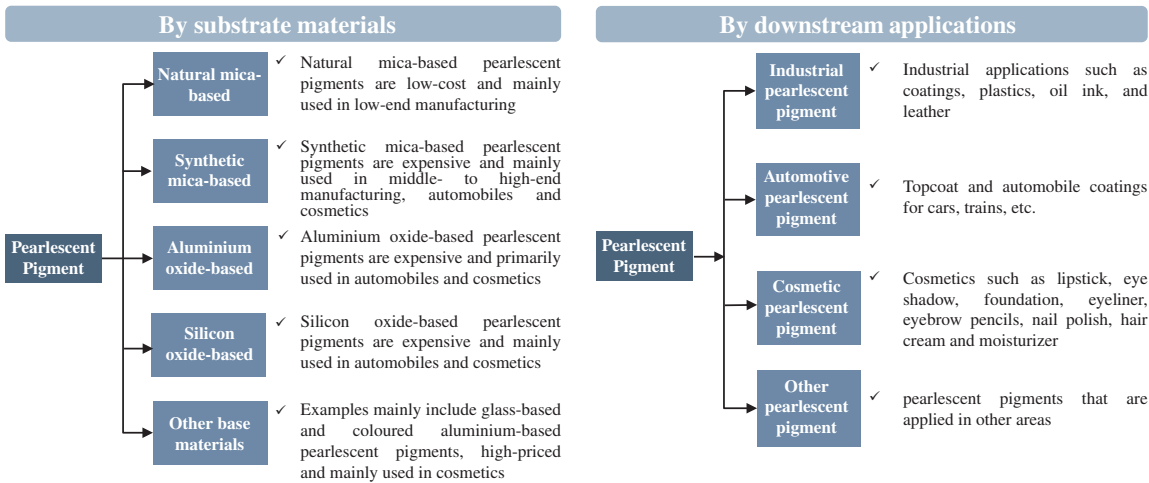 By substrate materials
Pearlescent
Pigment
Natural mica-
based
✓ Natural mica-based pearlescent
pigments are low-cost and mainly
used in low-end manufacturing
Synthetic
mica-based
✓ Synthetic mica-based pearlescent
pigments are expensive and mainly
used in middle- to high-end
manufacturing, automobiles and
cosmetics
Aluminium
oxide-based
✓ Aluminium oxide-based pearlescent
pigments are expensive and primarily
used in automobiles and cosmetics
Silicon
oxide-based
✓ Silicon oxide-based pearlescent
pigments are expensive and mainly
used in automobiles and cosmetics
Other base
materials
✓ Examples mainly include glass-based
and coloured aluminium-based
pearlescent pigments, high-priced
and mainly used in cosmetics
By downstream applications
Pearlescent
Pigment
Industrial
pearlescent
pigment
✓ Industrial applications such as
coatings, plastics, oil ink, and
leather
Automotive
pearlescent
pigment
✓ Topcoat and automobile coatings
for cars, trains, etc.
Cosmetic
pearlescent
pigment
✓ Cosmetics such as lipstick, eye
shadow, foundation, eyeliner,
eyebrow pencils, nail polish, hair
cream and moisturizer
Other
pearlescent
pigment
✓ pearlescent pigments that are
applied in other areas